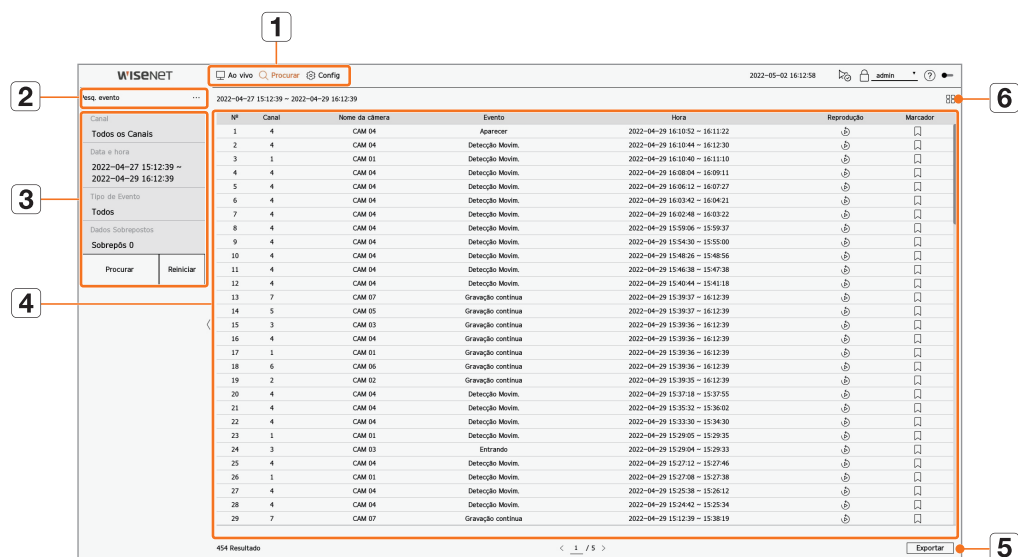 1
WISENET Ao vivo Procurar Config 2022-05-02 16:12:58 admin ?
2
esq. evento ... 2022-04-27 15:12:39 ~ 2022-04-29 16:12:39
6
3
Canal
Todos os Canais
Data e hora
2022-04-27 15:12:39 ~
2022-04-29 16:12:39
Tipo de Evento
Todos
Dados Sobrepostos
Sobrepôs 0
Procurar Reiniciar
4
Nº Canal Nome da câmera Evento Hora Reprodução Marcador
1 4 CAM 04 Aparecer 2022-04-29 16:10:52 ~ 16:11:22
2 4 CAM 04 Detecção Movim. 2022-04-29 16:10:44 ~ 16:12:30
3 1 CAM 01 Detecção Movim. 2022-04-29 16:10:40 ~ 16:11:10
4 4 CAM 04 Detecção Movim. 2022-04-29 16:08:04 ~ 16:09:11
5 4 CAM 04 Detecção Movim. 2022-04-29 16:06:12 ~ 16:07:27
6 4 CAM 04 Detecção Movim. 2022-04-29 16:03:42 ~ 16:04:21
7 4 CAM 04 Detecção Movim. 2022-04-29 16:02:48 ~ 16:03:22
8 4 CAM 04 Detecção Movim. 2022-04-29 15:59:06 ~ 15:59:37
9 4 CAM 04 Detecção Movim. 2022-04-29 15:54:30 ~ 15:55:00
10 4 CAM 04 Detecção Movim. 2022-04-29 15:48:26 ~ 15:48:56
11 4 CAM 04 Detecção Movim. 2022-04-29 15:46:38 ~ 15:47:38
12 4 CAM 04 Detecção Movim. 2022-04-29 15:40:44 ~ 15:41:18
13 7 CAM 07 Gravação contínua 2022-04-29 15:39:37 ~ 16:12:39
14 5 CAM 05 Gravação contínua 2022-04-29 15:39:37 ~ 16:12:39
15 3 CAM 03 Gravação contínua 2022-04-29 15:39:36 ~ 16:12:39
16 4 CAM 04 Gravação contínua 2022-04-29 15:39:36 ~ 16:12:39
17 1 CAM 01 Gravação contínua 2022-04-29 15:39:36 ~ 16:12:39
18 6 CAM 06 Gravação contínua 2022-04-29 15:39:36 ~ 16:12:39
19 2 CAM 02 Gravação contínua 2022-04-29 15:39:35 ~ 16:12:39
20 4 CAM 04 Detecção Movim. 2022-04-29 15:37:18 ~ 15:37:55
21 4 CAM 04 Detecção Movim. 2022-04-29 15:35:32 ~ 15:36:02
22 4 CAM 04 Detecção Movim. 2022-04-29 15:33:30 ~ 15:34:30
23 1 CAM 01 Detecção Movim. 2022-04-29 15:29:05 ~ 15:29:35
24 3 CAM 03 Entrando 2022-04-29 15:29:04 ~ 15:29:33
25 4 CAM 04 Detecção Movim. 2022-04-29 15:27:12 ~ 15:27:46
26 1 CAM 01 Detecção Movim. 2022-04-29 15:27:08 ~ 15:27:38
27 4 CAM 04 Detecção Movim. 2022-04-29 15:25:38 ~ 15:26:12
28 4 CAM 04 Detecção Movim. 2022-04-29 15:24:42 ~ 15:25:34
29 7 CAM 07 Gravação contínua 2022-04-29 15:12:39 ~ 15:38:19
454 Resultado < 1 / 5 > Exportar
5